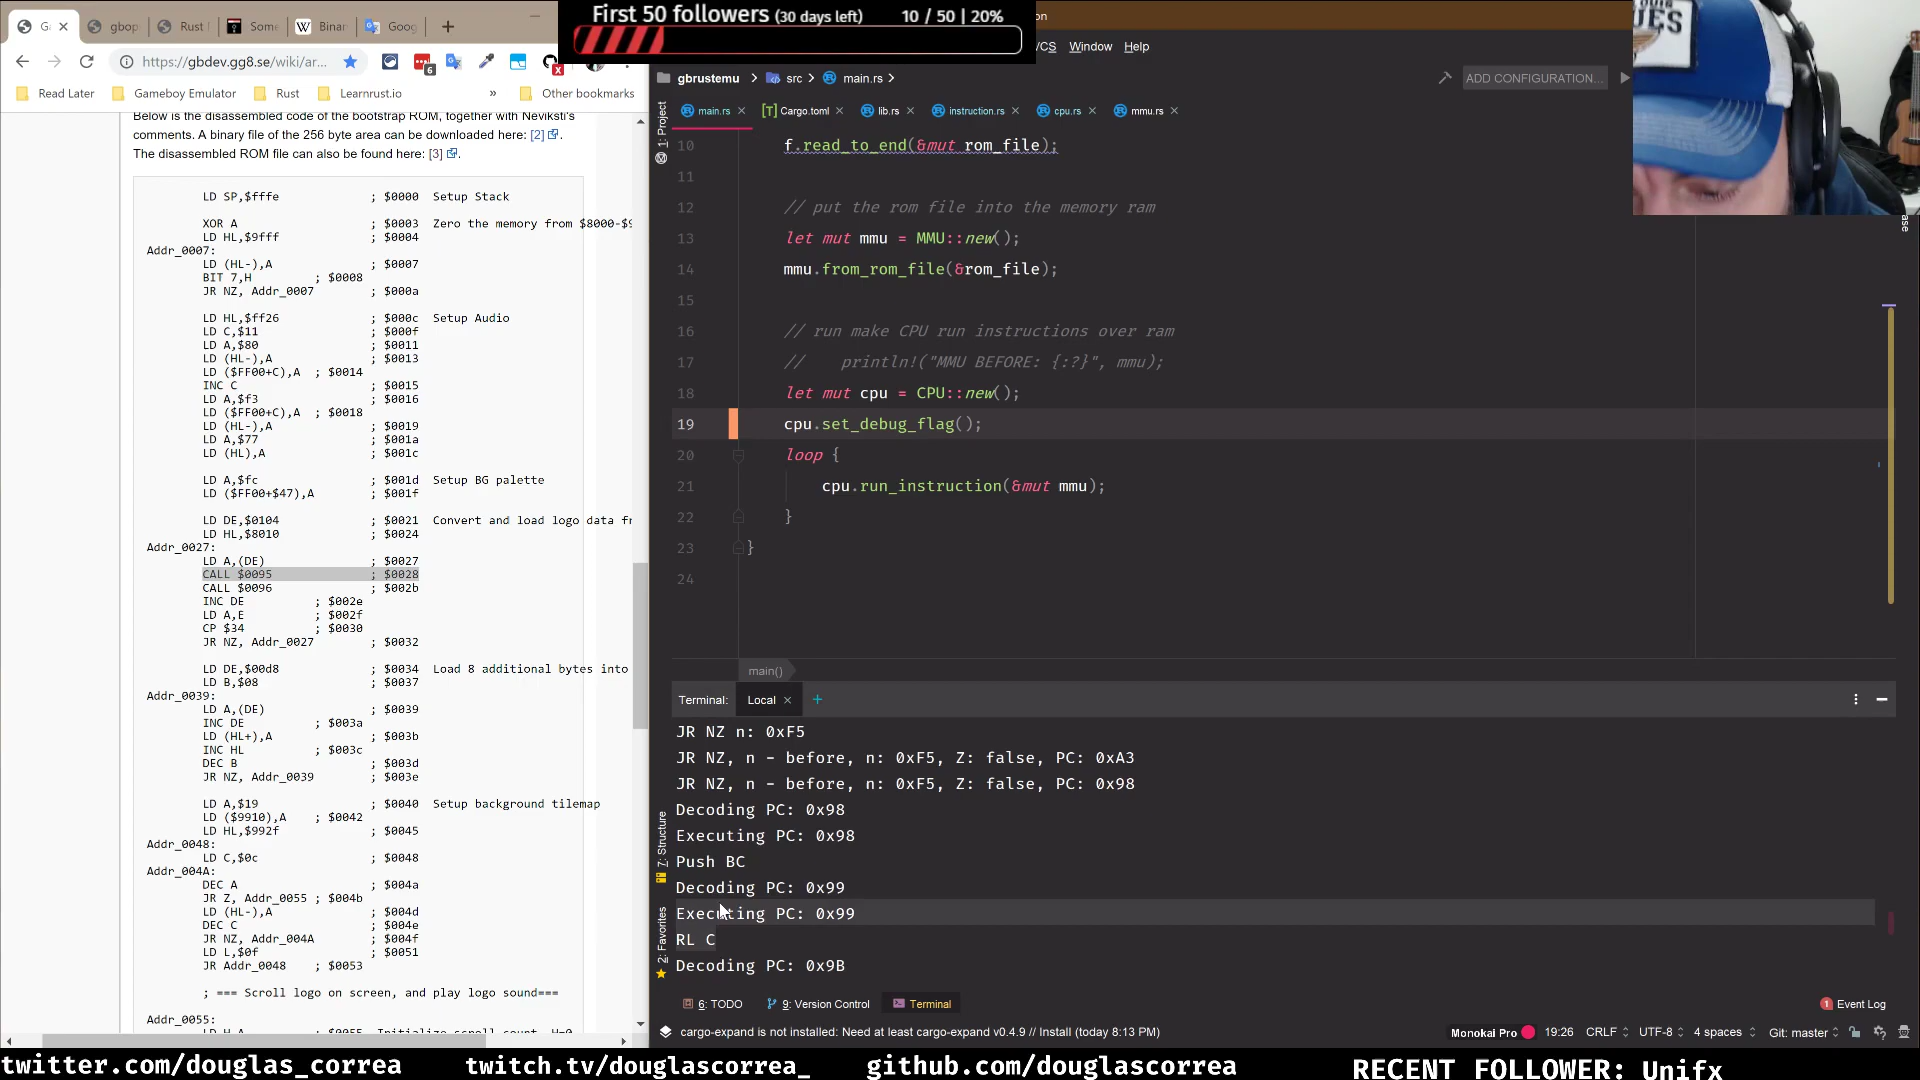 First 50 followers (30 days left) 10 / 50 | 20%
gbop
Rust
Some
W Binar
Goog
https://gbdev.gg8.se/wiki/ar...
6
x
Read Later
Gameboy Emulator
Rust
Learnrust.io
»
Other bookmarks
Below is the disassembled code of the bootstrap ROM, together with Neviksti's
comments. A binary file of the 256 byte area can be downloaded here: [2].
The disassembled ROM file can also be found here: [3].
LD SP,$fffe ; $0000 Setup Stack
XOR A ; $0003 Zero the memory from $8000-$9
LD HL,$9fff ; $0004
Addr_0007:
LD (HL-),A ; $0007
BIT 7,H ; $0008
JR NZ, Addr_0007 ; $000a
LD HL,$ff26 ; $000c Setup Audio
LD C,$11 ; $000f
LD A,$80 ; $0011
LD (HL-),A ; $0013
LD ($FF00+C),A ; $0014
INC C ; $0015
LD A,$f3 ; $0016
LD ($FF00+C),A ; $0018
LD (HL-),A ; $0019
LD A,$77 ; $001a
LD (HL),A ; $001c
LD A,$fc ; $001d Setup BG palette
LD ($FF00+$47),A ; $001f
LD DE,$0104 ; $0021 Convert and load logo data fr
LD HL,$8010 ; $0024
Addr_0027:
LD A,(DE) ; $0027
CALL $0095 ; $0028
CALL $0096 ; $002b
INC DE ; $002e
LD A,E ; $002f
CP $34 ; $0030
JR NZ, Addr_0027 ; $0032
LD DE,$00d8 ; $0034 Load 8 additional bytes into
LD B,$08 ; $0037
Addr_0039:
LD A,(DE) ; $0039
INC DE ; $003a
LD (HL+),A ; $003b
INC HL ; $003c
DEC B ; $003d
JR NZ, Addr_0039 ; $003e
LD A,$19 ; $0040 Setup background tilemap
LD ($9910),A ; $0042
LD HL,$992f ; $0045
Addr_0048:
LD C,$0c ; $0048
Addr_004A:
DEC A ; $004a
JR Z, Addr_0055 ; $004b
LD (HL-),A ; $004d
DEC C ; $004e
JR NZ, Addr_004A ; $004f
LD L,$0f ; $0051
JR Addr_0048 ; $0053
; === Scroll logo on screen, and play logo sound===
Addr_0055:
VCS Window Help
gbrustemu > src > main.rs >
ADD CONFIGURATION...
main.rs × Cargo.toml × lib.rs × instruction.rs × cpu.rs × mmu.rs ×
1: Project
10 f.read_to_end(&mut rom_file);
11
12 // put the rom file into the memory ram
13 let mut mmu = MMU::new();
14 mmu.from_rom_file(&rom_file);
15
16 // run make CPU run instructions over ram
17 // println!("MMU BEFORE: {:?}", mmu);
18 let mut cpu = CPU::new();
19 cpu.set_debug_flag();
20 loop {
21 cpu.run_instruction(&mut mmu);
22 }
23 }
24
main()
Terminal: Local × +
JR NZ n: 0xF5
JR NZ, n - before, n: 0xF5, Z: false, PC: 0xA3
JR NZ, n - before, n: 0xF5, Z: false, PC: 0x98
Decoding PC: 0x98
Executing PC: 0x98
Push BC
Decoding PC: 0x99
Executing PC: 0x99
RL C
Decoding PC: 0x9B
7: Structure
2: Favorites
6: TODO 9: Version Control Terminal
1 Event Log
cargo-expand is not installed: Need at least cargo-expand v0.4.9 // Install (today 8:13 PM)
Monokai Pro 19:26 CRLF UTF-8 4 spaces Git: master
twitter.com/douglas_correa twitch.tv/douglascorrea_ github.com/douglascorrea RECENT FOLLOWER: Unifx